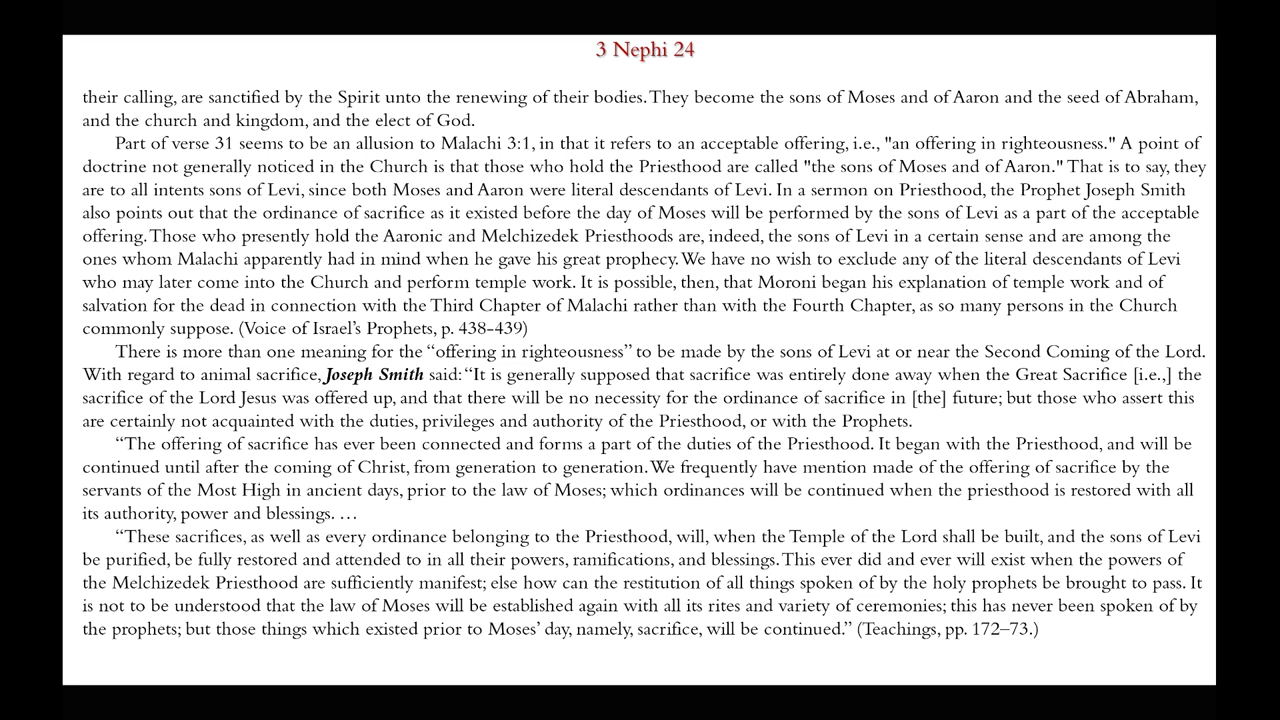 3 Nephi 24
their calling, are sanctified by the Spirit unto the renewing of their bodies. They become the sons of Moses and of Aaron and the seed of Abraham,
and the church and kingdom, and the elect of God.
Part of verse 31 seems to be an allusion to Malachi 3:1, in that it refers to an acceptable offering, i.e., "an offering in righteousness." A point of
doctrine not generally noticed in the Church is that those who hold the Priesthood are called "the sons of Moses and of Aaron." That is to say, they
are to all intents sons of Levi, since both Moses and Aaron were literal descendants of Levi. In a sermon on Priesthood, the Prophet Joseph Smith
also points out that the ordinance of sacrifice as it existed before the day of Moses will be performed by the sons of Levi as a part of the acceptable
offering. Those who presently hold the Aaronic and Melchizedek Priesthoods are, indeed, the sons of Levi in a certain sense and are among the
ones whom Malachi apparently had in mind when he gave his great prophecy. We have no wish to exclude any of the literal descendants of Levi
who may later come into the Church and perform temple work. It is possible, then, that Moroni began his explanation of temple work and of
salvation for the dead in connection with the Third Chapter of Malachi rather than with the Fourth Chapter, as so many persons in the Church
commonly suppose. (Voice of Israel’s Prophets, p. 438-439)
There is more than one meaning for the “offering in righteousness” to be made by the sons of Levi at or near the Second Coming of the Lord.
With regard to animal sacrifice, Joseph Smith said: “It is generally supposed that sacrifice was entirely done away when the Great Sacrifice [i.e.,] the
sacrifice of the Lord Jesus was offered up, and that there will be no necessity for the ordinance of sacrifice in [the] future; but those who assert this
are certainly not acquainted with the duties, privileges and authority of the Priesthood, or with the Prophets.
“The offering of sacrifice has ever been connected and forms a part of the duties of the Priesthood. It began with the Priesthood, and will be
continued until after the coming of Christ, from generation to generation. We frequently have mention made of the offering of sacrifice by the
servants of the Most High in ancient days, prior to the law of Moses; which ordinances will be continued when the priesthood is restored with all
its authority, power and blessings. …
“These sacrifices, as well as every ordinance belonging to the Priesthood, will, when the Temple of the Lord shall be built, and the sons of Levi
be purified, be fully restored and attended to in all their powers, ramifications, and blessings. This ever did and ever will exist when the powers of
the Melchizedek Priesthood are sufficiently manifest; else how can the restitution of all things spoken of by the holy prophets be brought to pass. It
is not to be understood that the law of Moses will be established again with all its rites and variety of ceremonies; this has never been spoken of by
the prophets; but those things which existed prior to Moses’ day, namely, sacrifice, will be continued.” (Teachings, pp. 172–73.)